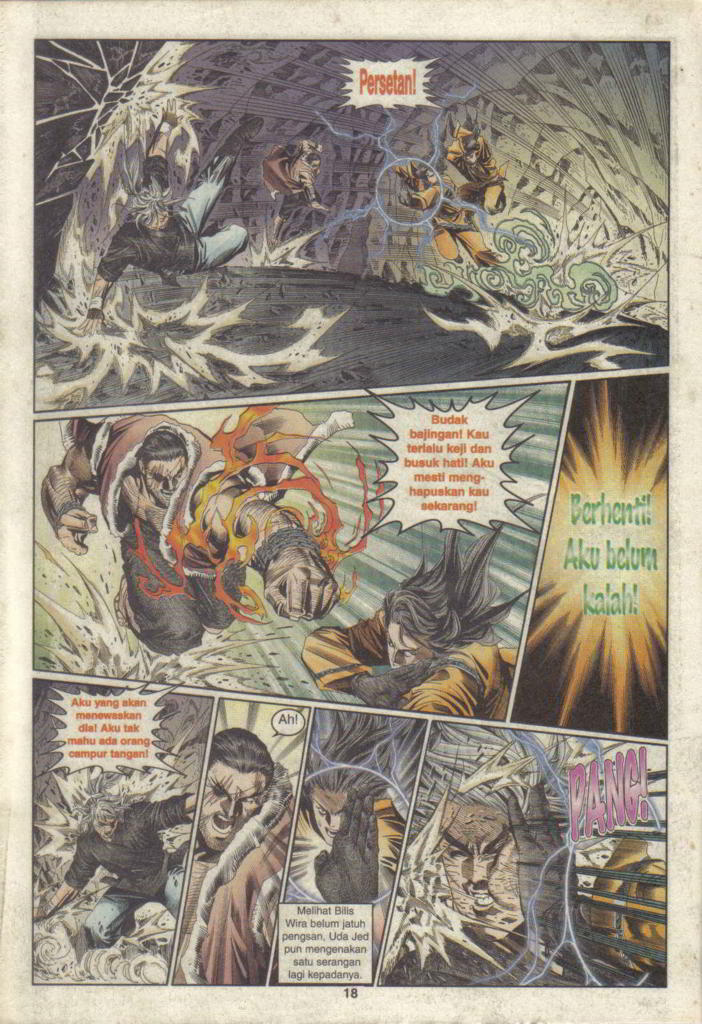 Persetan!
Budak
bajingan! Kau
terlalu keji dan
busuk hati! Aku
mesti meng-
hapuskan kau
sekarang!
Berhenti!
Aku belum
kalah!
Aku yang akan
menewaskan
dia! Aku tak
mahu ada orang
campur tangan!
Ah!
Melihat Bilis
Wira belum jatuh
pengsan, Uda Jed
pun mengenakan
satu serangan
lagi kepadanya.
PANG!
18